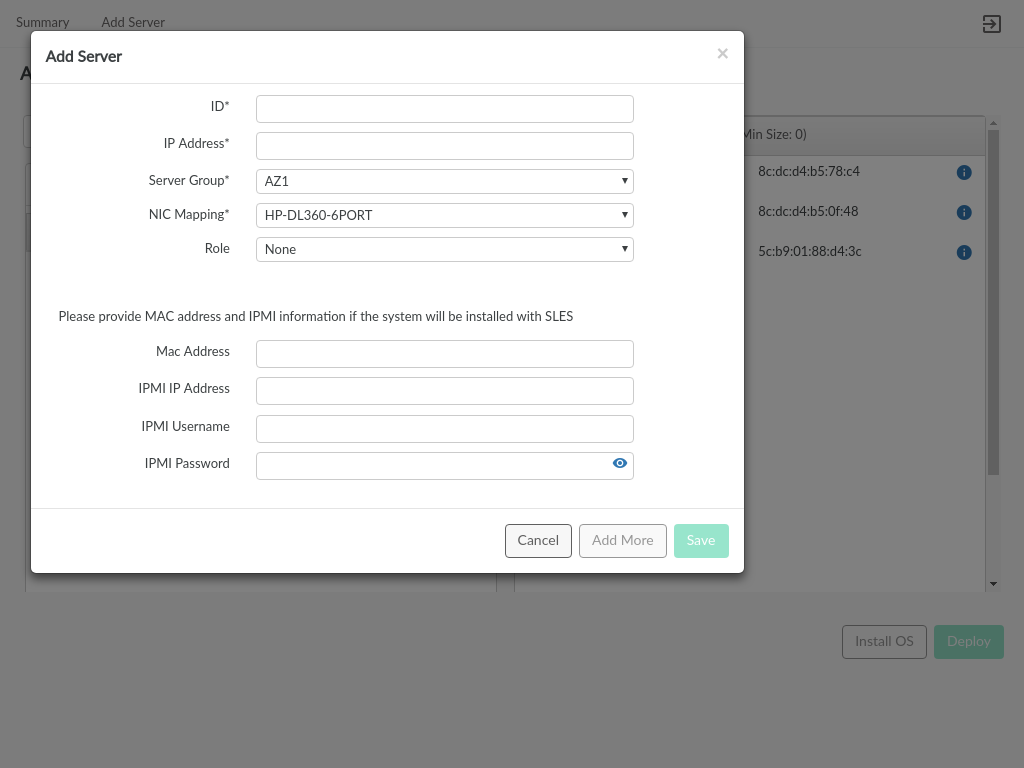 Summary Add Server
Add Server ×
ID*
IP Address*
Server Group* AZ1
NIC Mapping* HP-DL360-6PORT
Role None
Please provide MAC address and IPMI information if the system will be installed with SLES
Mac Address
IPMI IP Address
IPMI Username
IPMI Password
Cancel Add More Save
Min Size: 0)
8c:dc:d4:b5:78:c4
8c:dc:d4:b5:0f:48
5c:b9:01:88:d4:3c
Install OS Deploy